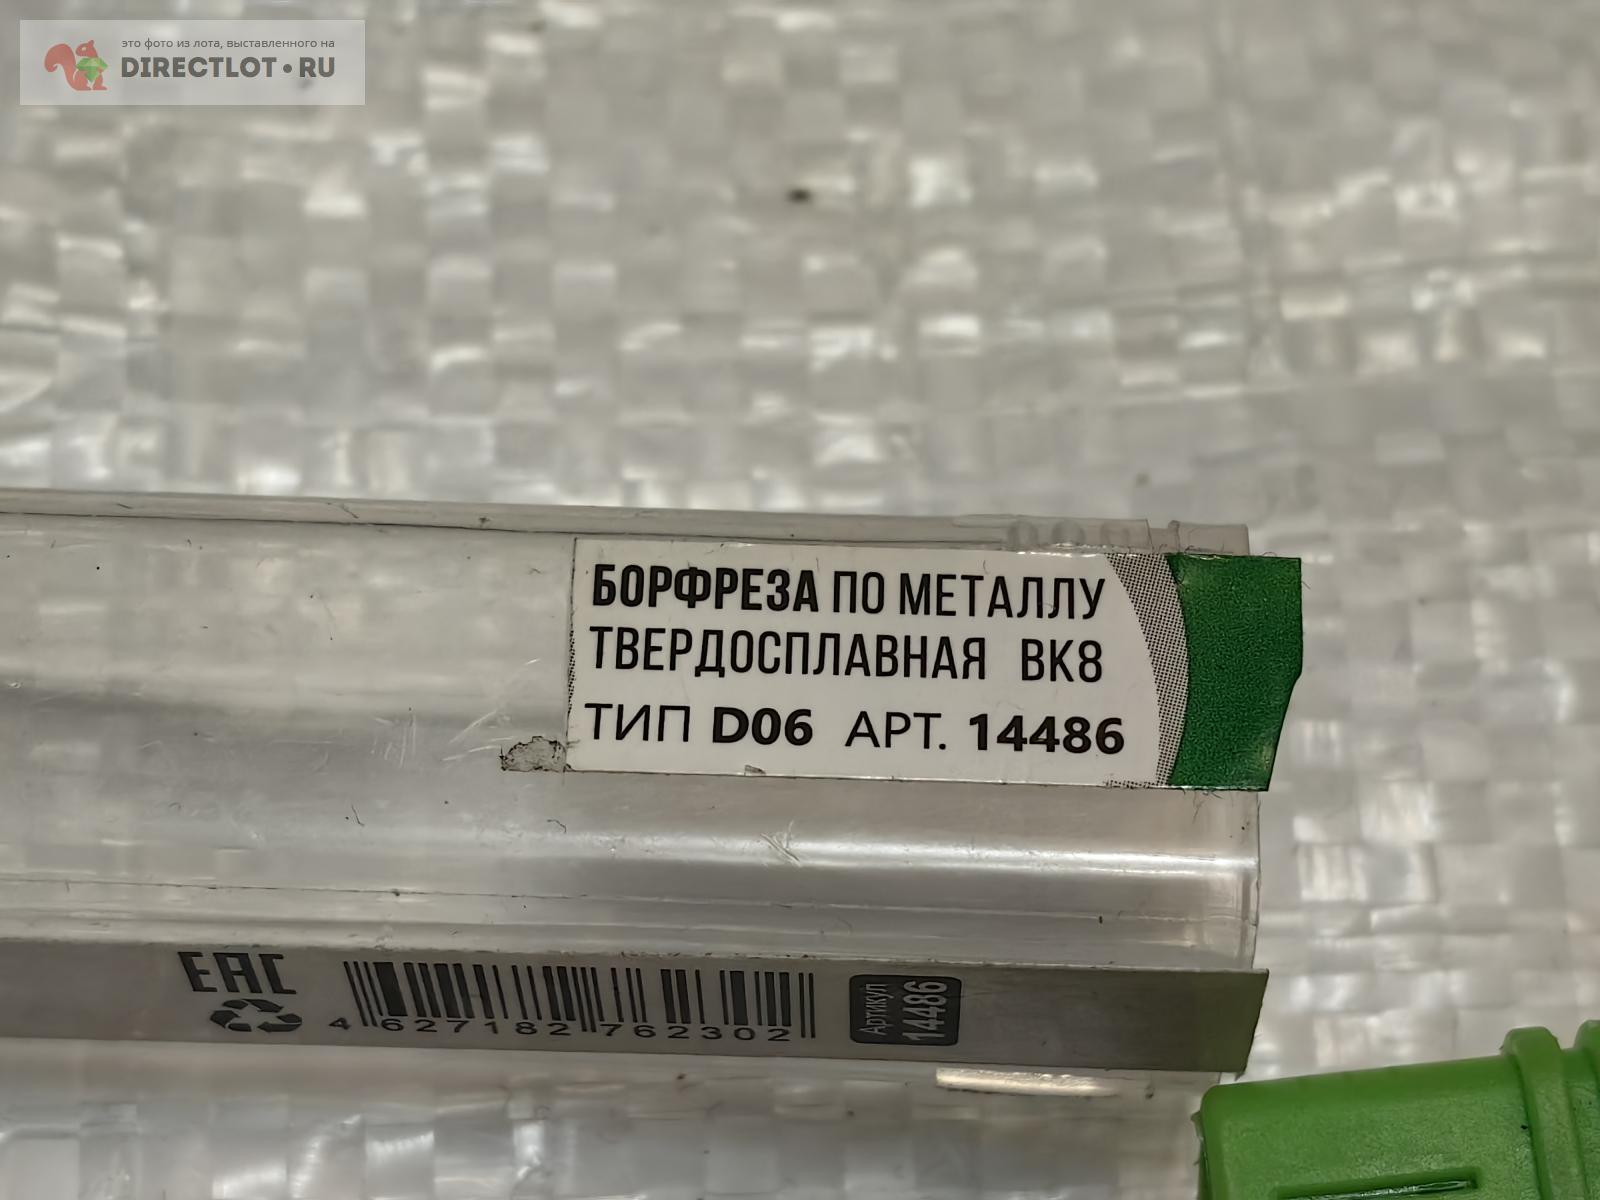 это фото из лота, выставленного на
DIRECTLOT•RU
БОРФРЕЗА ПО МЕТАЛЛУ
ТВЕРДОСПЛАВНАЯ ВК8
ТИП D06 АРТ. 14486
EAC
4 627182 762302
Артикул
14486